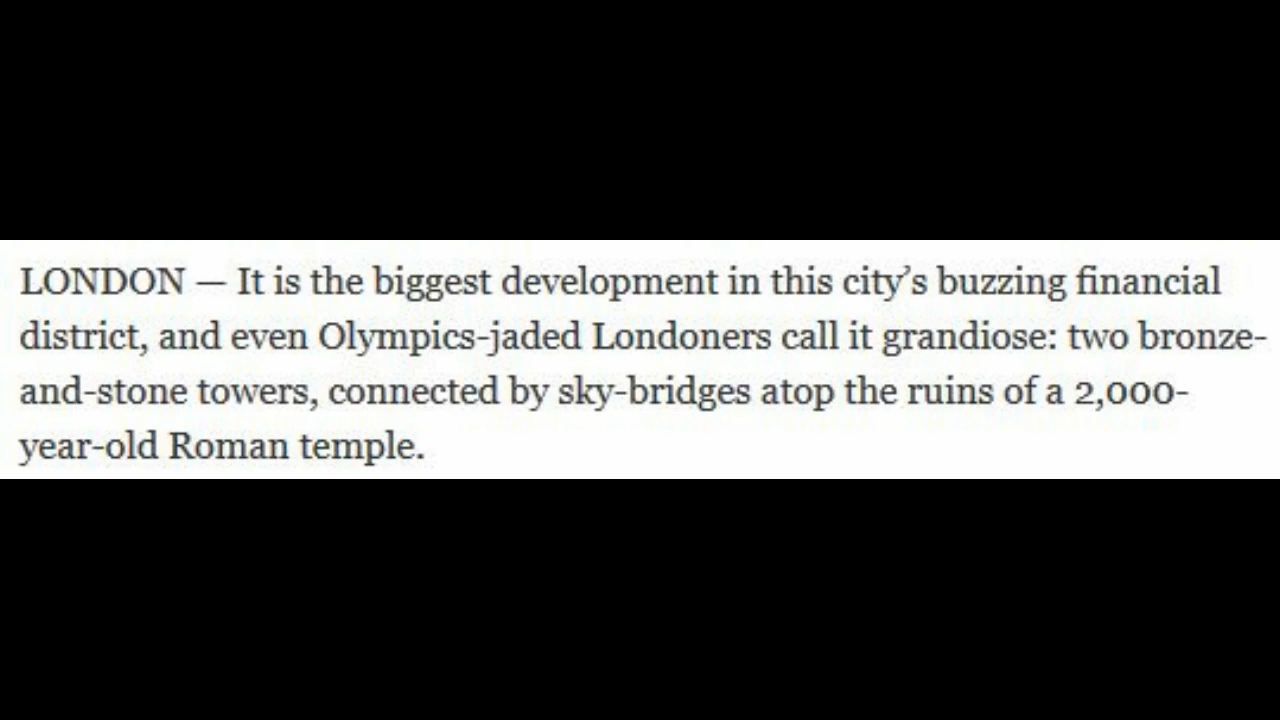 LONDON — It is the biggest development in this city’s buzzing financial
district, and even Olympics-jaded Londoners call it grandiose: two bronze-
and-stone towers, connected by sky-bridges atop the ruins of a 2,000-
year-old Roman temple.